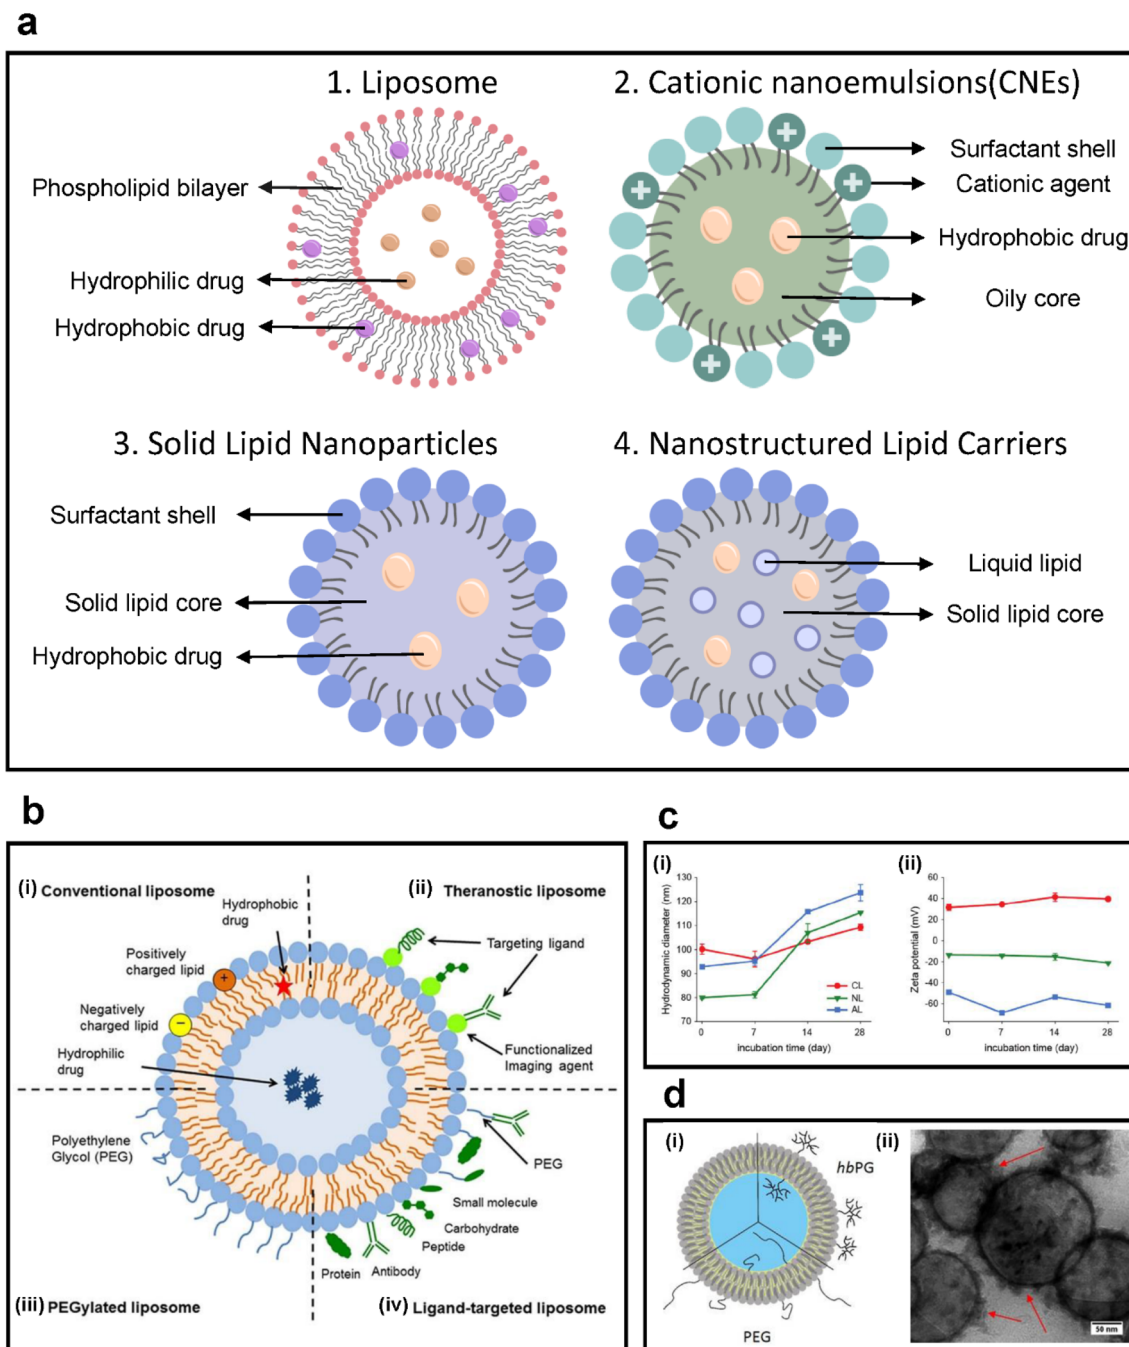 a
1. Liposome
2. Cationic nanoemulsions(CNEs)
Phospholipid bilayer
Hydrophilic drug
Hydrophobic drug
Surfactant shell
Cationic agent
Hydrophobic drug
Oily core
3. Solid Lipid Nanoparticles
4. Nanostructured Lipid Carriers
Surfactant shell
Solid lipid core
Hydrophobic drug
Liquid lipid
Solid lipid core
b
(i) Conventional liposome
(ii) Theranostic liposome
Hydrophobic
drug
Positively
charged lipid
+
Negatively
charged lipid
−
Hydrophilic
drug
Targeting ligand
Functionalized
Imaging agent
Polyethylene
Glycol (PEG)
PEG
Small molecule
Carbohydrate
Peptide
Antibody
Protein
(iii) PEGylated liposome
(iv) Ligand-targeted liposome
c
(i)
Hydrodynamic diameter (nm)
130
120
110
100
90
80
70
0 7 14 28
incubation time (day)
CL
NL
AL
(ii)
Zeta potential (mV)
60
40
20
0
-20
-40
-60
0 7 14 28
incubation time (day)
d
(i)
hbPG
PEG
(ii)
50 nm